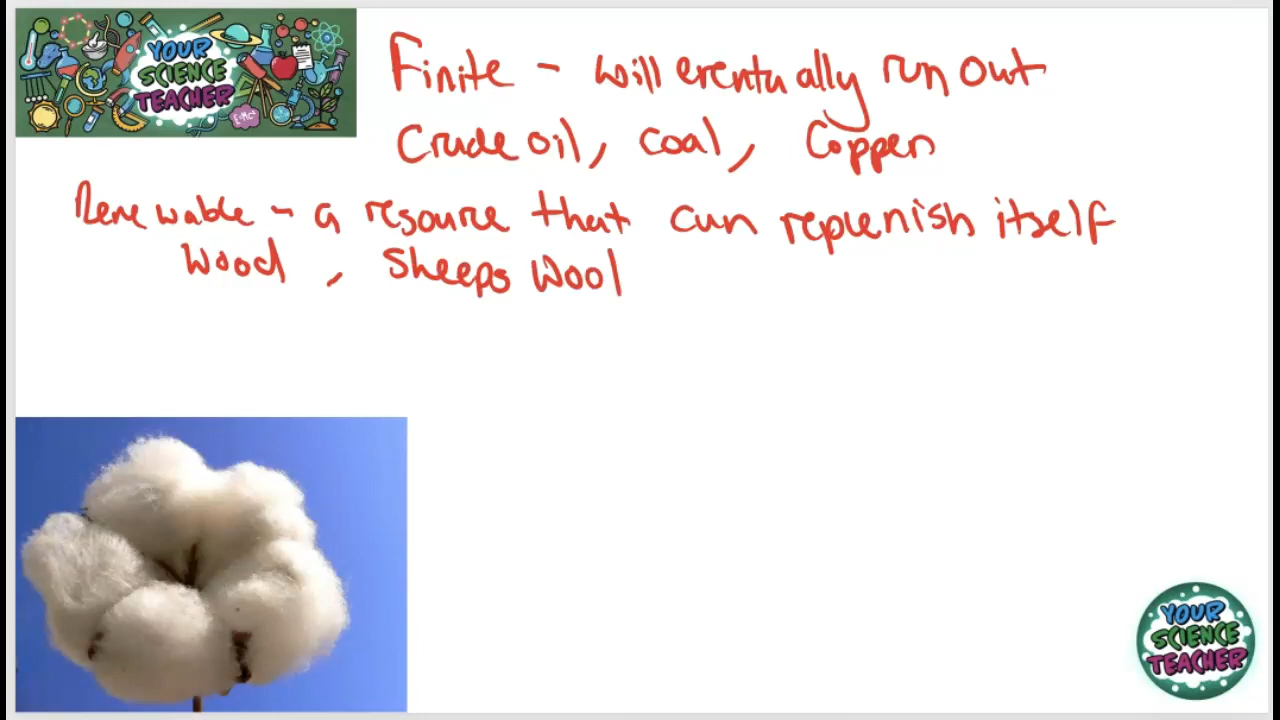 YOUR
SCIENCE
TEACHER
Finite - will eventually run out
Crude oil, coal, Copper
Renewable - a resource that can replenish itself
Wood, Sheeps Wool
YOUR
SCIENCE
TEACHER